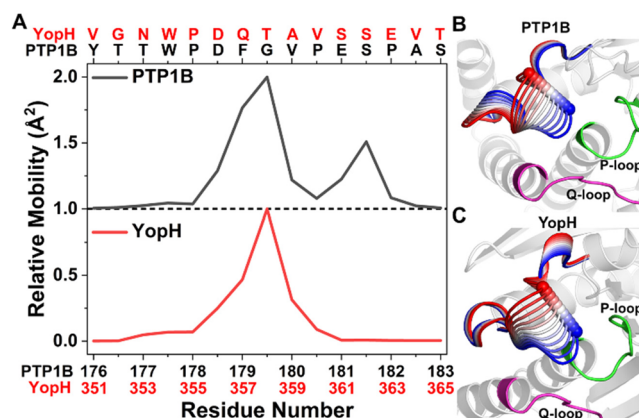 A
YopH V G N W P D Q T A V S S E V T
PTP1B Y T T W P D F G V P E S P A S
PTP1B
YopH
2.0
1.5
1.0
0.5
0.0
Relative Mobility (Å²)
176 177 178 179 180 181 182 183
PTP1B
351 353 355 357 359 361 363 365
YopH
Residue Number
B
PTP1B
P-loop
Q-loop
C
YopH
P-loop
Q-loop